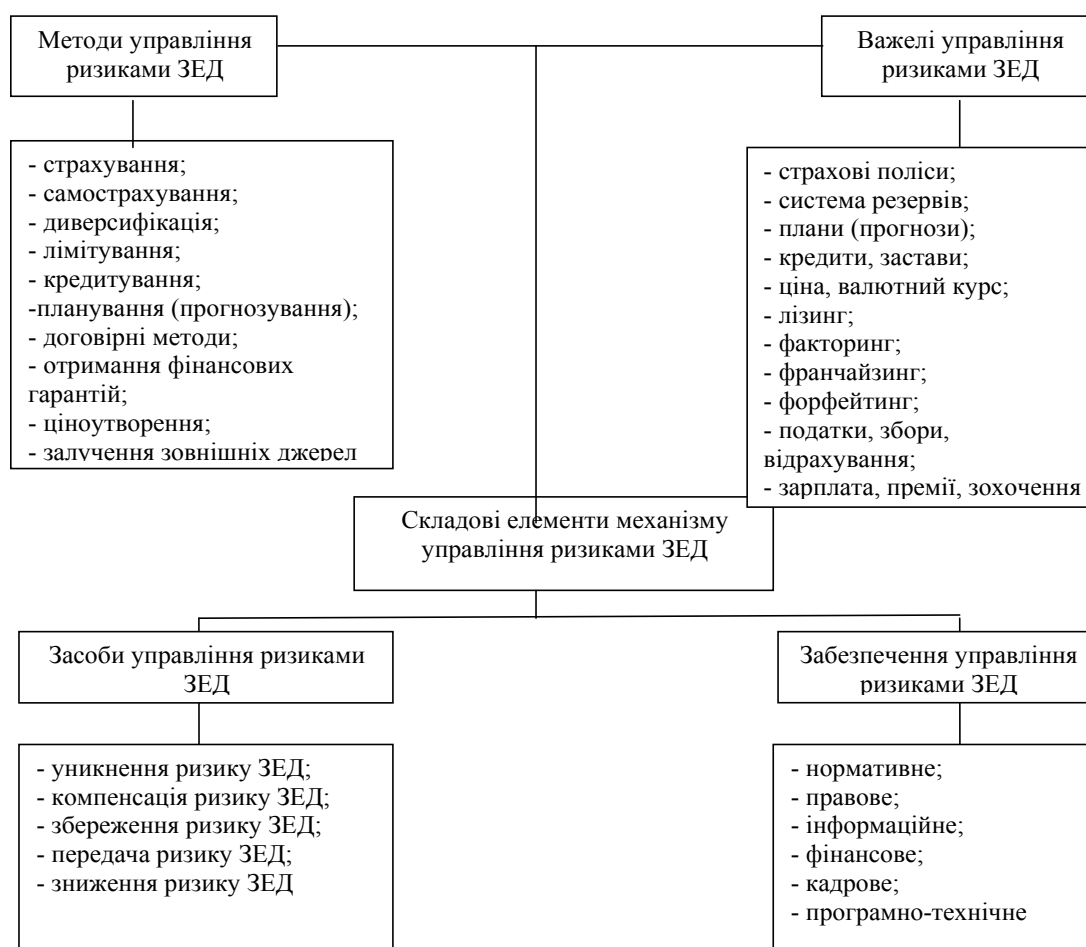 Методи управління
ризиками ЗЕД
Важелі управління
ризиками ЗЕД
- страхування;
- самострахування;
- диверсифікація;
- лімітування;
- кредитування;
-планування (прогнозування);
- договірні методи;
- отримання фінансових
гарантій;
- ціноутворення;
- залучення зовнішніх джерел
- страхові поліси;
- система резервів;
- плани (прогнози);
- кредити, застави;
- ціна, валютний курс;
- лізинг;
- факторинг;
- франчайзинг;
- форфейтинг;
- податки, збори,
відрахування;
- зарплата, премії, зохочення
Складові елементи механізму
управління ризиками ЗЕД
Засоби управління ризиками
ЗЕД
Забезпечення управління
ризиками ЗЕД
- уникнення ризику ЗЕД;
- компенсація ризику ЗЕД;
- збереження ризику ЗЕД;
- передача ризику ЗЕД;
- зниження ризику ЗЕД
- нормативне;
- правове;
- інформаційне;
- фінансове;
- кадрове;
- програмно-технічне